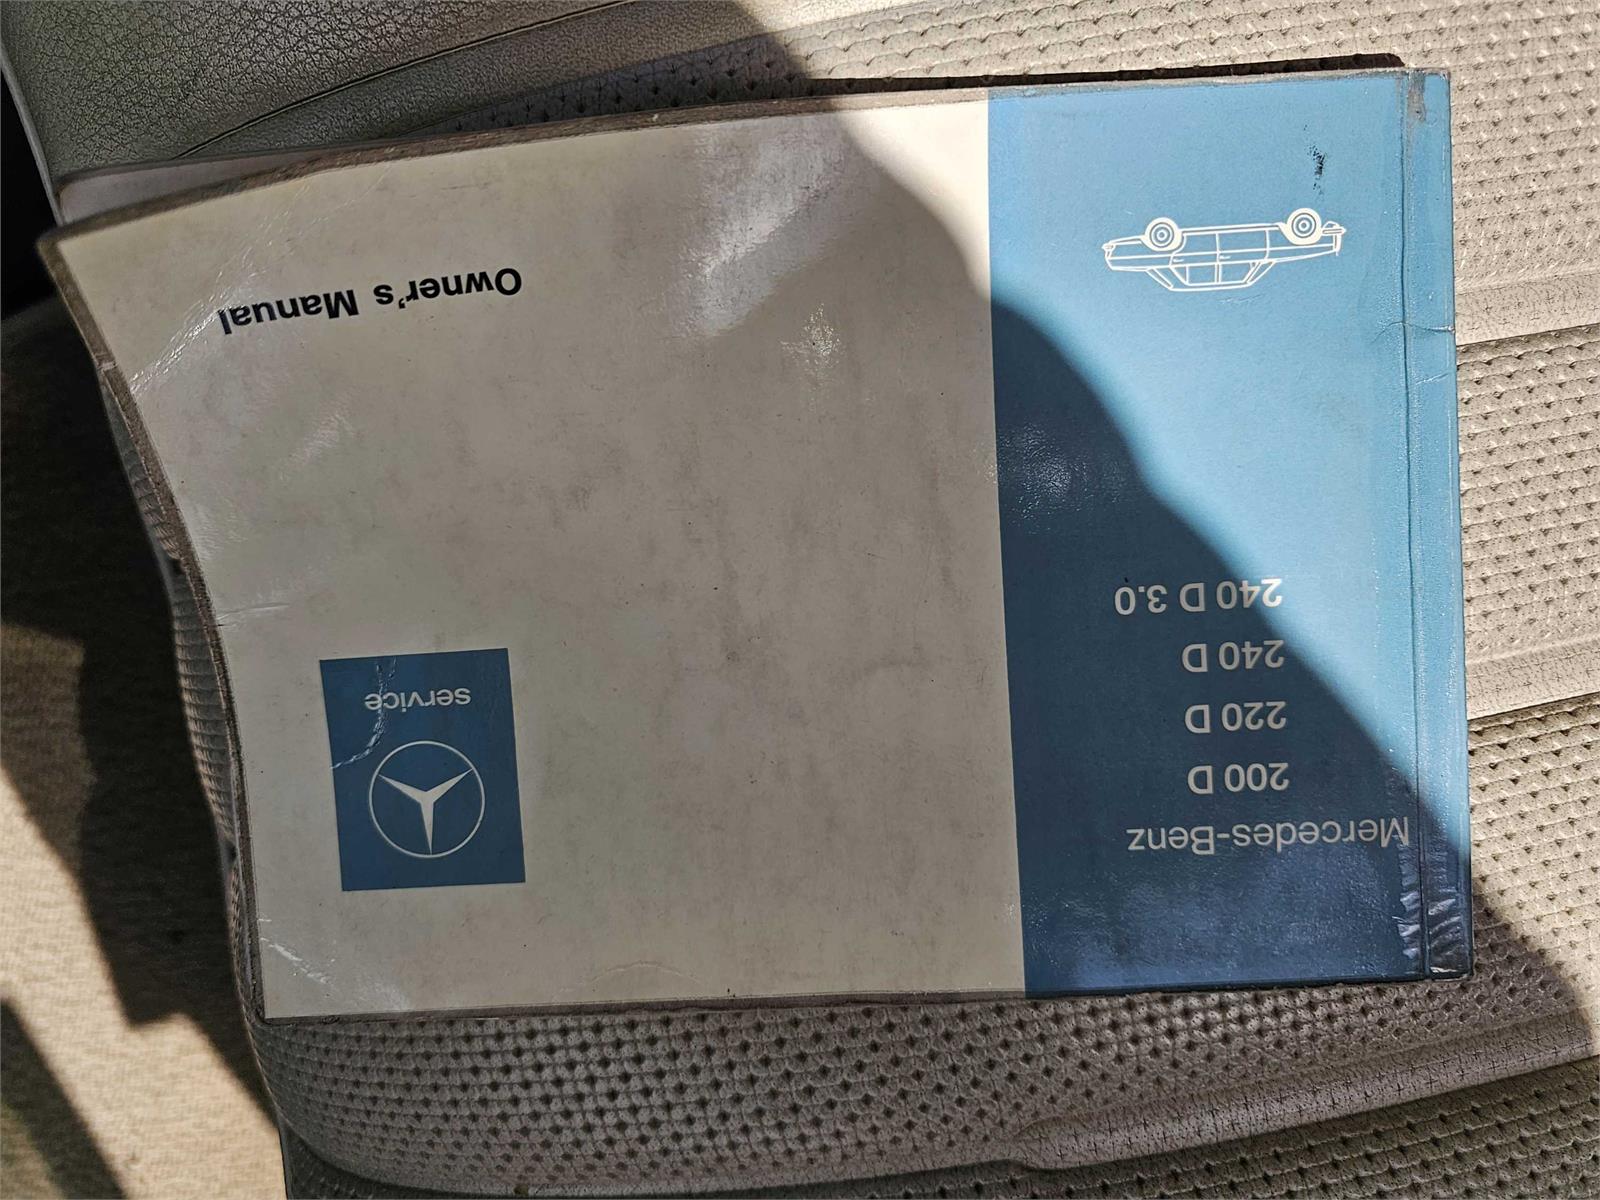 Mercedes-Benz
200 D
220 D
240 D
240 D 3.0
service
Owner's Manual